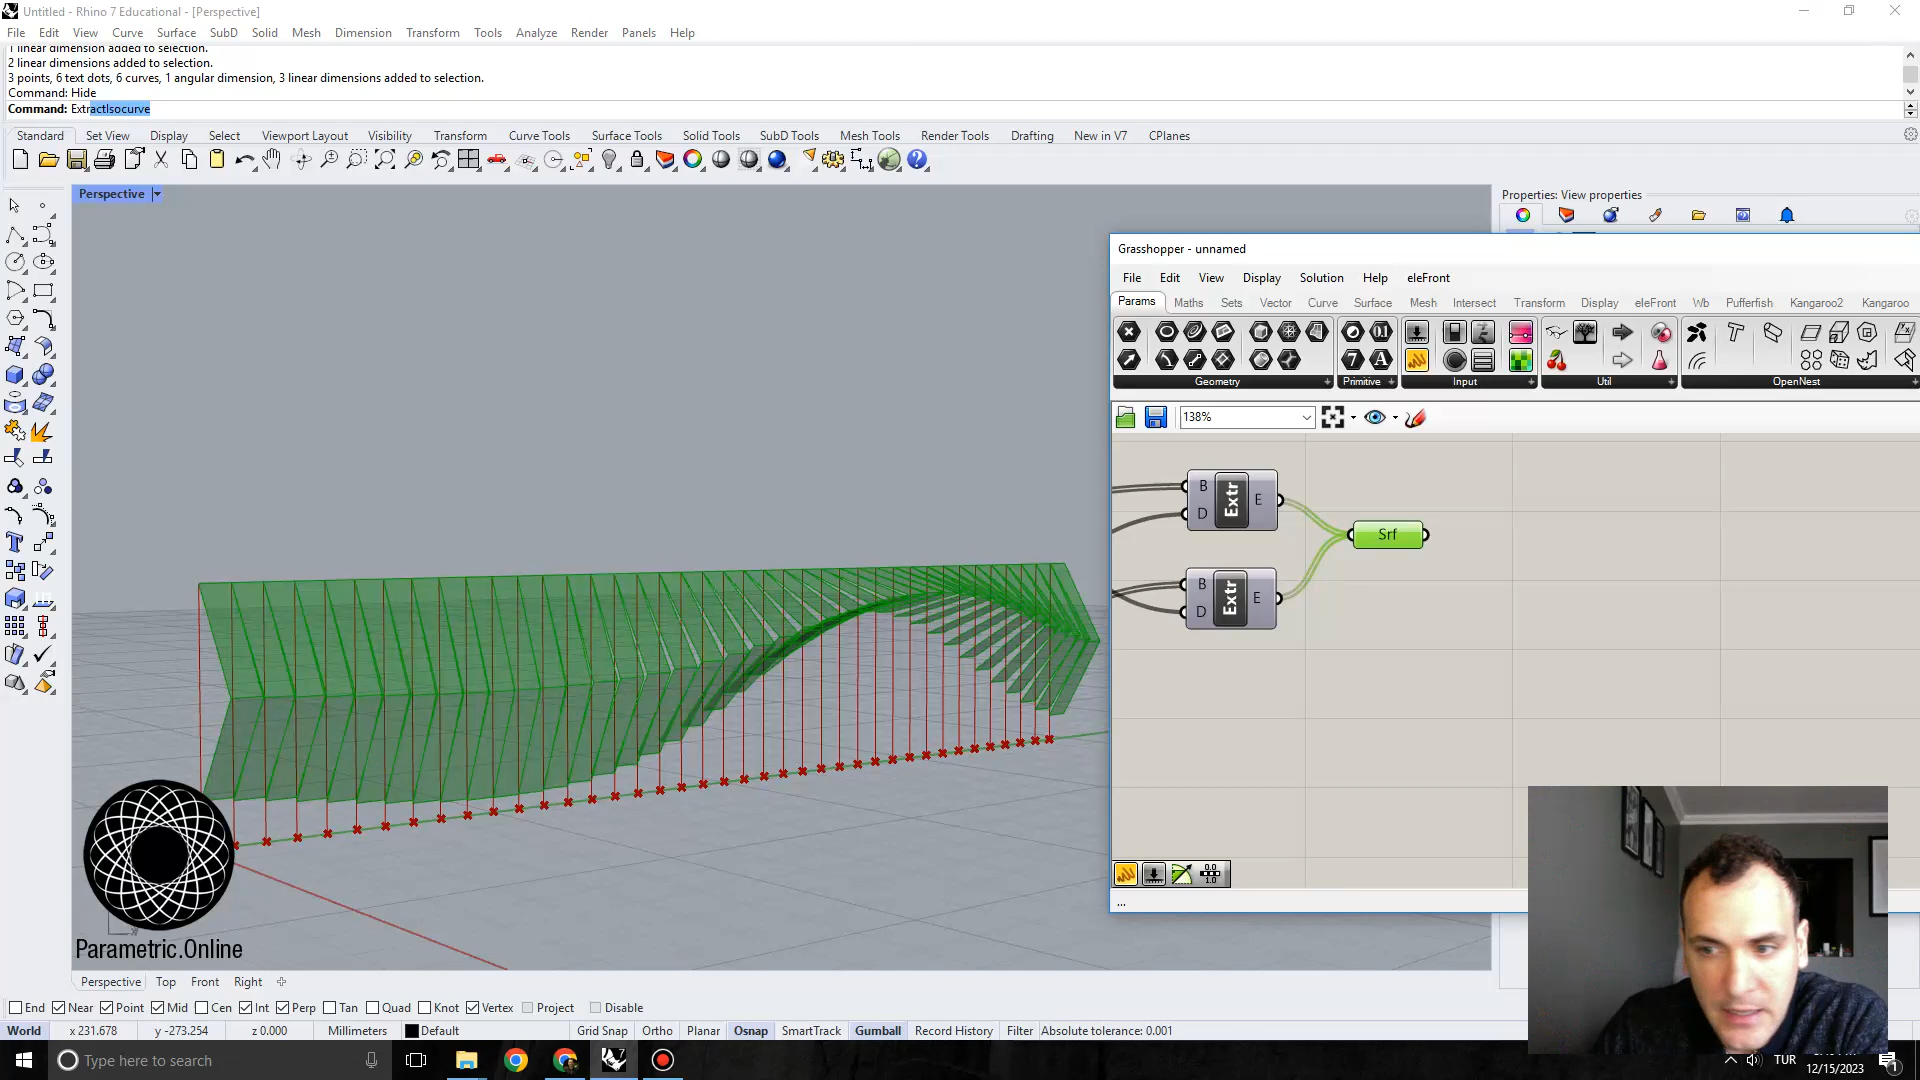 Untitled - Rhino 7 Educational - [Perspective]
File Edit View Curve Surface SubD Solid Mesh Dimension Transform Tools Analyze Render Panels Help
1 linear dimension added to selection.
2 linear dimensions added to selection.
3 points, 6 text dots, 6 curves, 1 angular dimension, 3 linear dimensions added to selection.
Command: Hide
Command: ExtractIsocurve
Standard Set View Display Select Viewport Layout Visibility Transform Curve Tools Surface Tools Solid Tools SubD Tools Mesh Tools Render Tools Drafting New in V7 CPlanes
Perspective
Properties: View properties
Grasshopper - unnamed
File Edit View Display Solution Help eleFront
Params Maths Sets Vector Curve Surface Mesh Intersect Transform Display eleFront Wb Pufferfish Kangaroo2 Kangaroo
Geometry Primitive Input Util OpenNest
138%
B Extr E
D
Srf
B Extr E
D
...
Parametric.Online
Perspective Top Front Right
End Near Point Mid Cen Int Perp Tan Quad Knot Vertex Project Disable
World x 231.678 y -273.254 z 0.000 Millimeters Default Grid Snap Ortho Planar Osnap SmartTrack Gumball Record History Filter Absolute tolerance: 0.001
Type here to search
TUR
12/15/2023
1